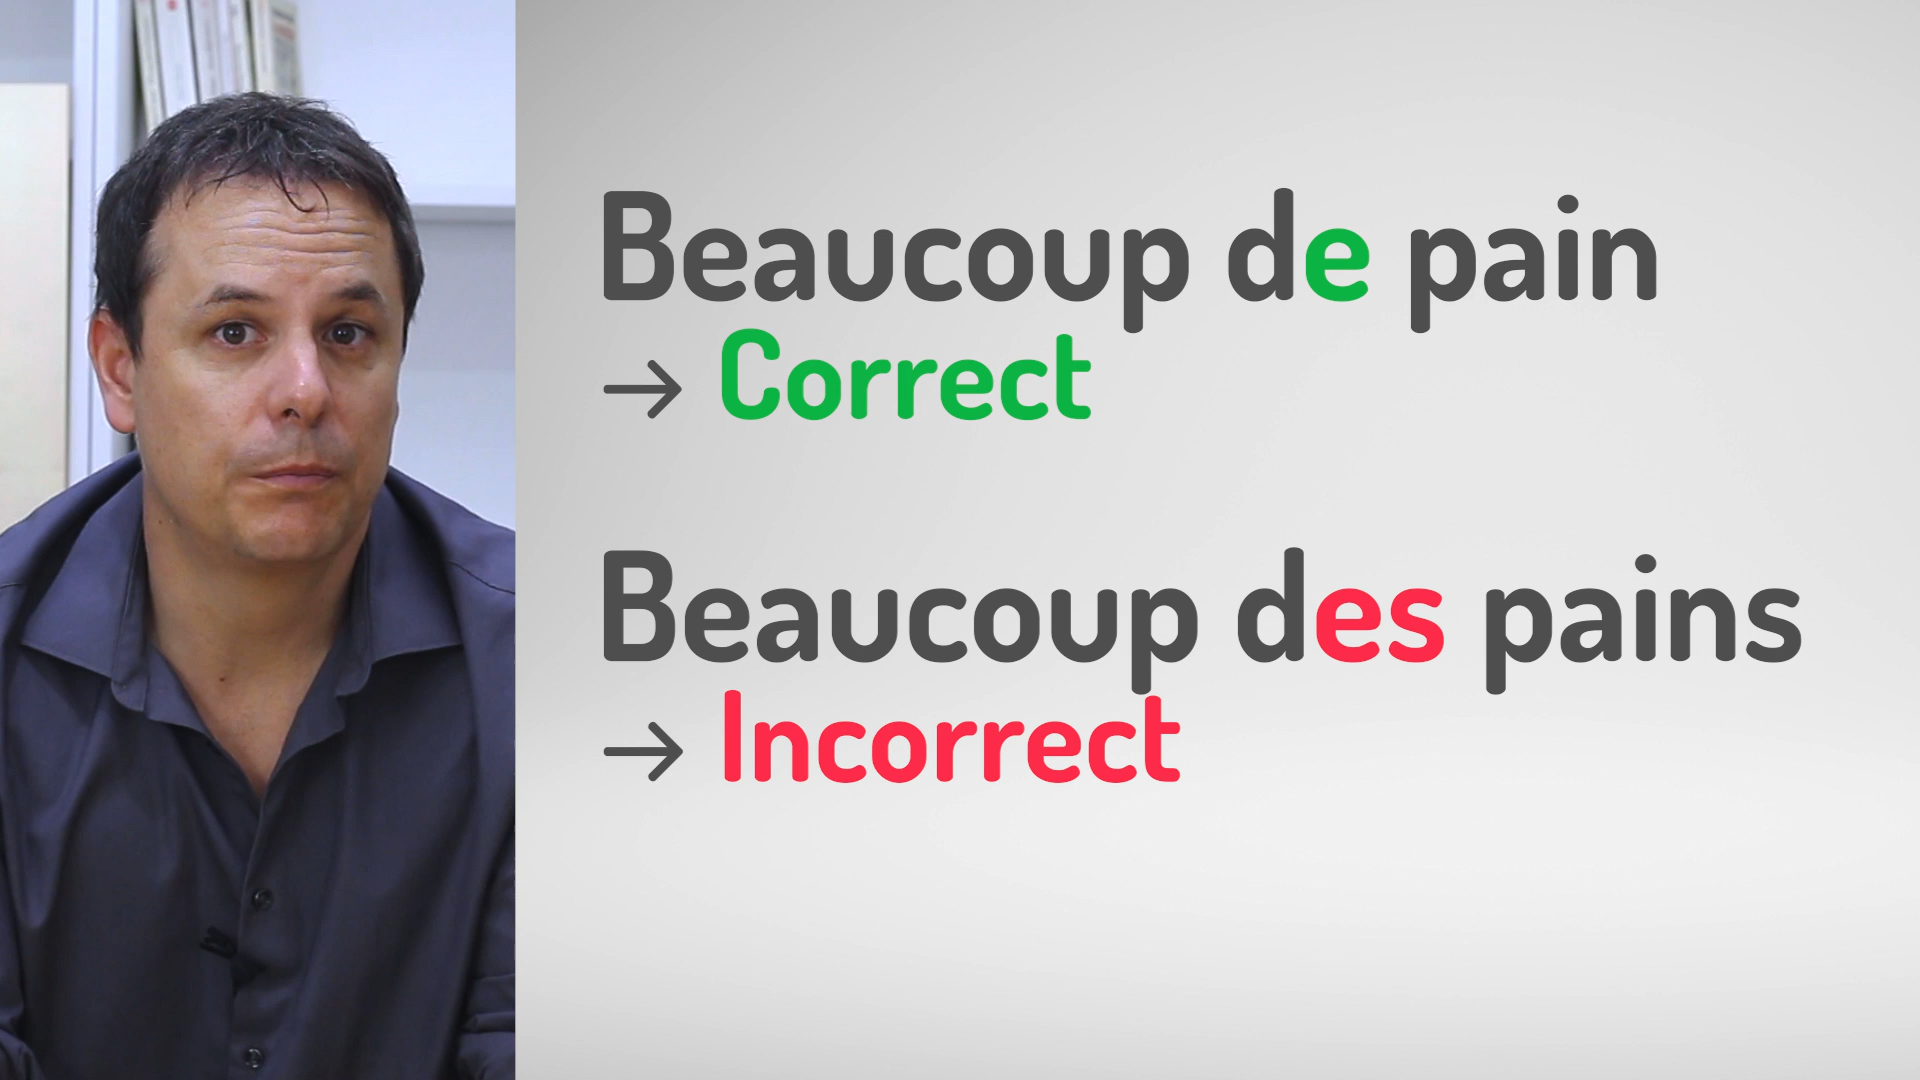 Beaucoup de pain
→ Correct
Beaucoup des pains
→ Incorrect